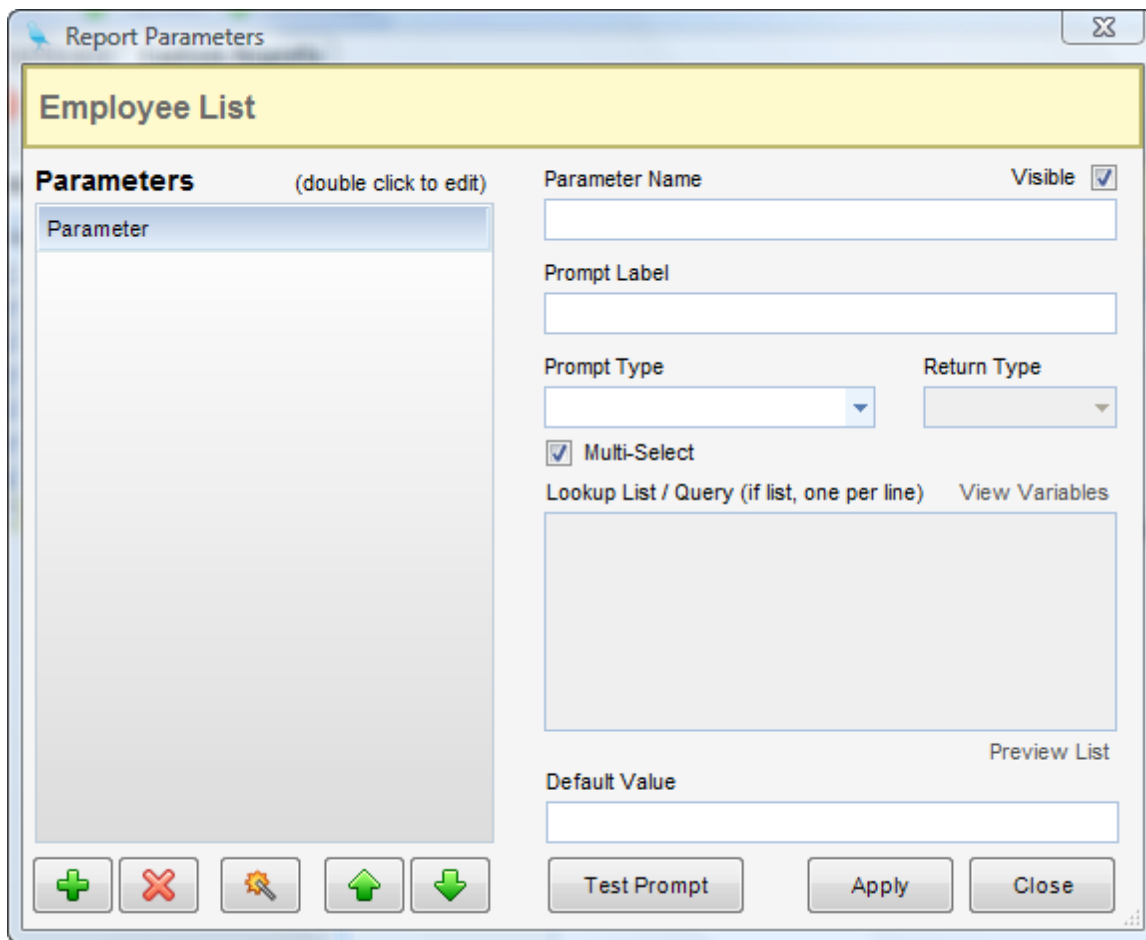 Report Parameters
Employee List
Parameters (double click to edit)
Parameter
Parameter Name Visible
Prompt Label
Prompt Type Return Type
Multi-Select
Lookup List / Query (if list, one per line) View Variables
Preview List
Default Value
Test Prompt Apply Close